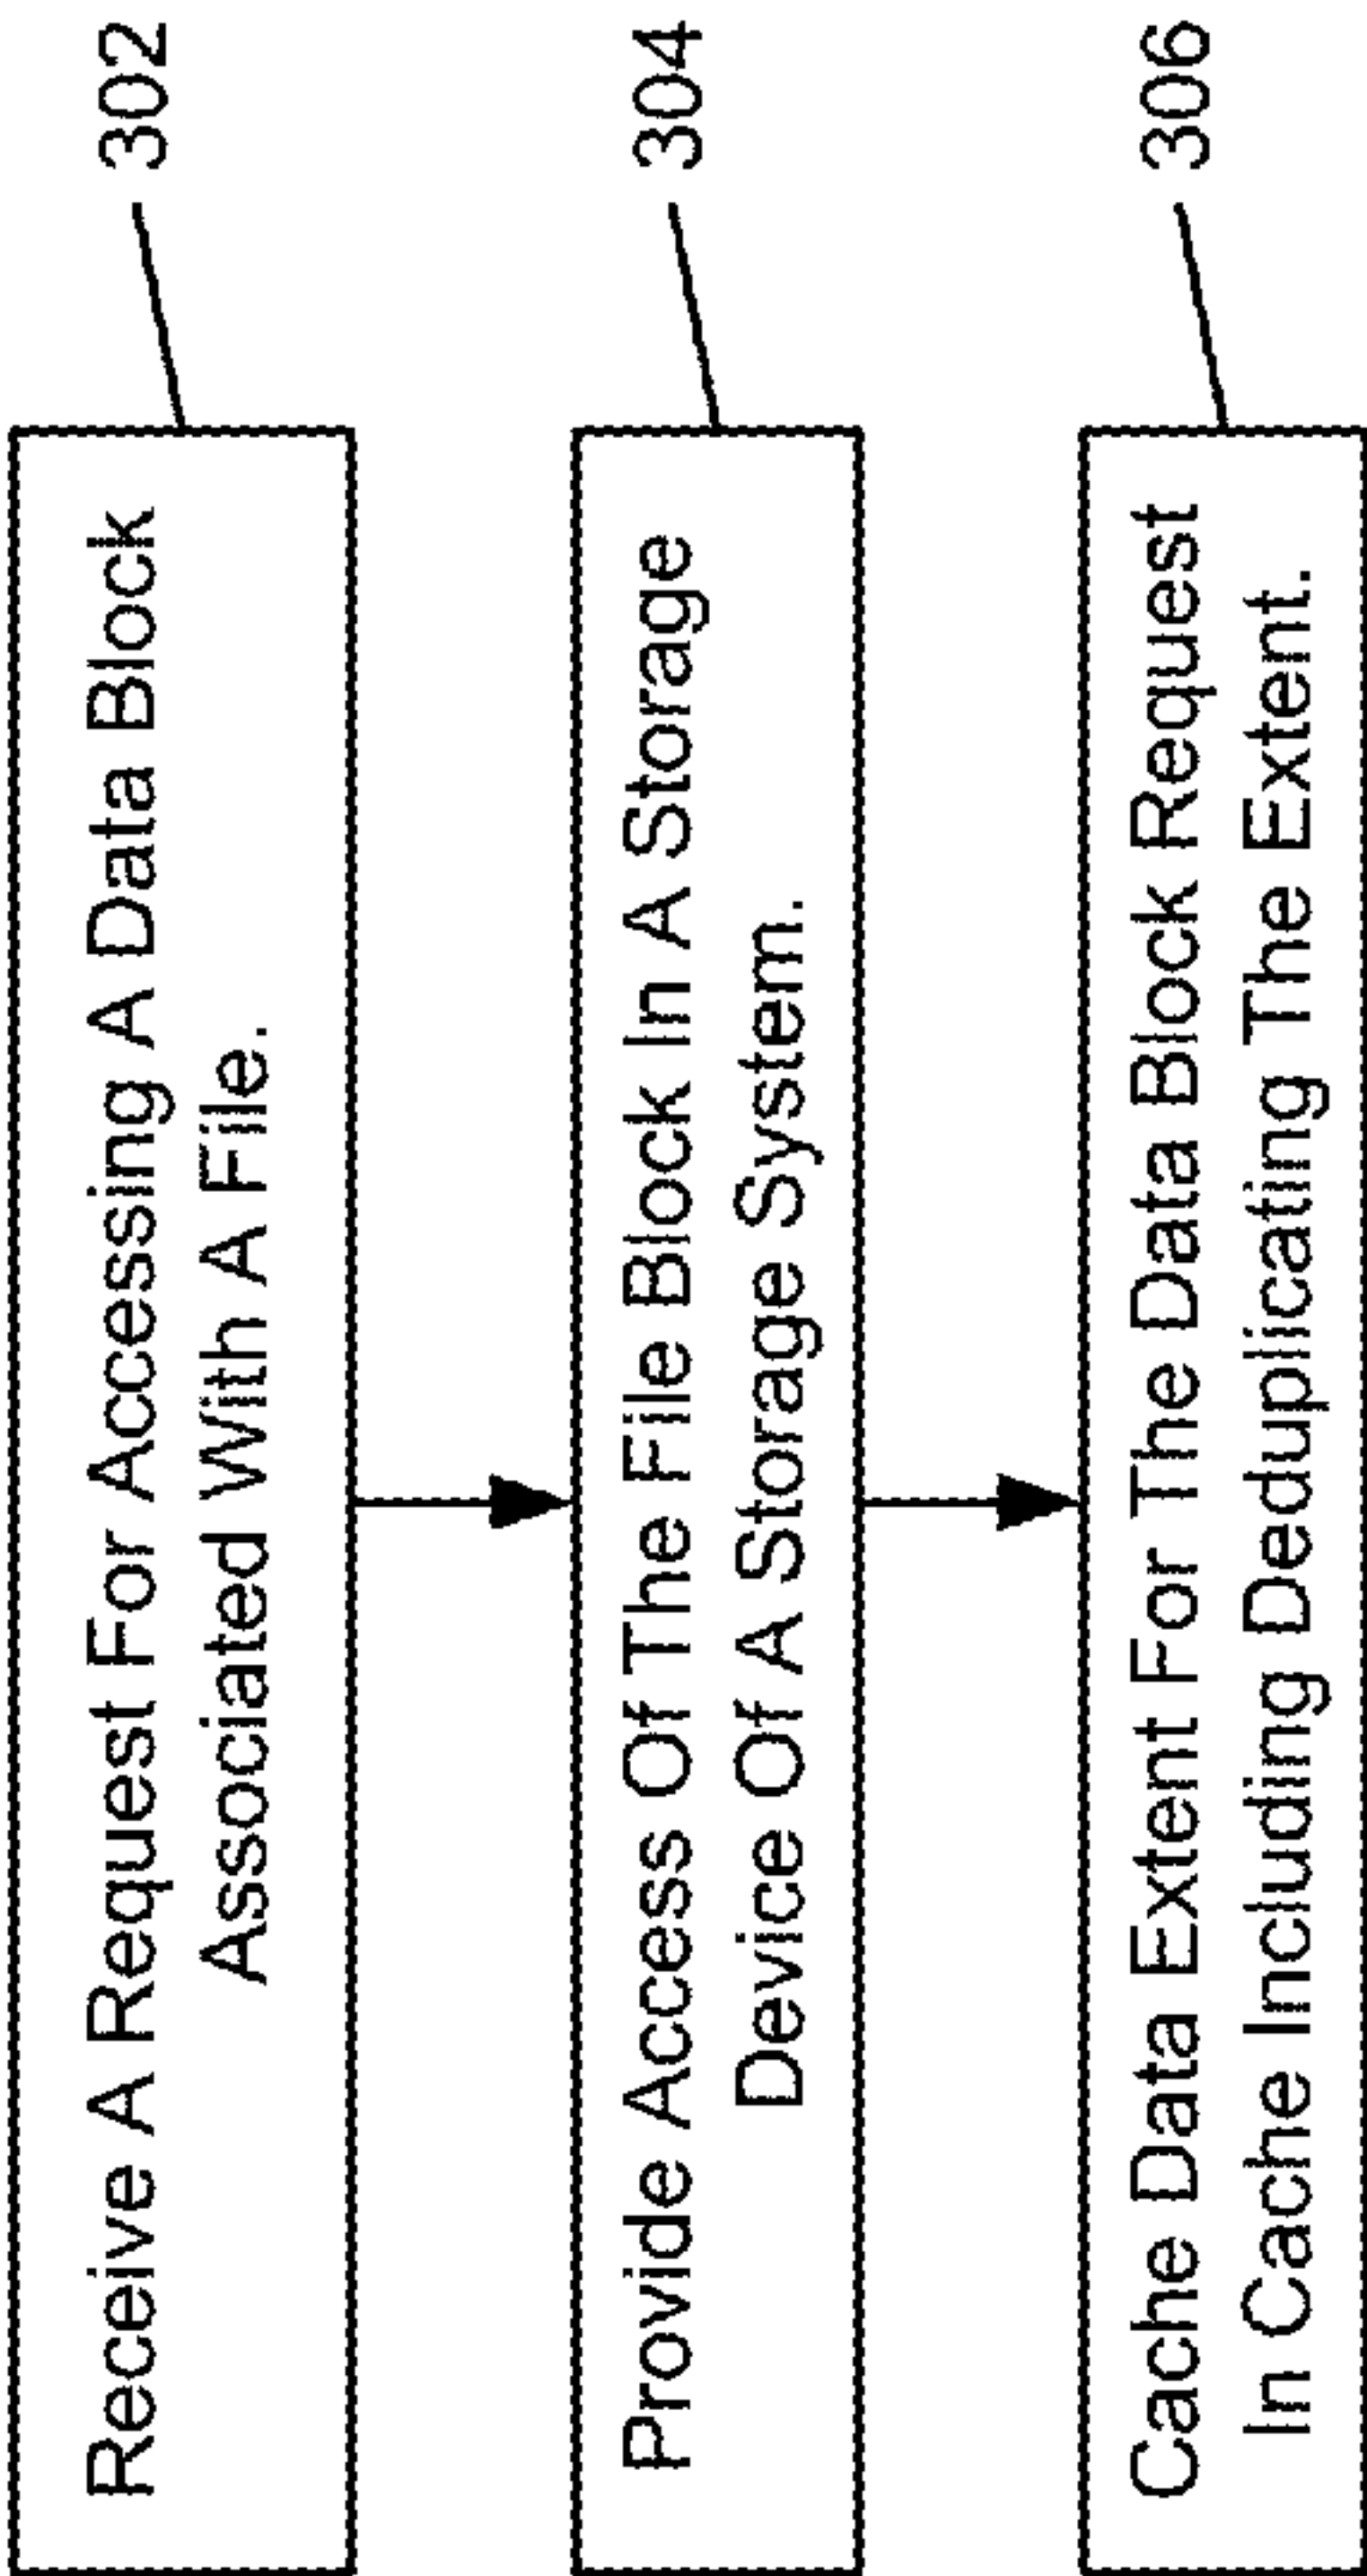 Receive A Request For Accessing A Data Block
Associated With A File.
302
Provide Access Of The File Block In A Storage
Device Of A Storage System.
304
Cache Data Extent For The Data Block Request
In Cache Including Deduplicating The Extent.
306